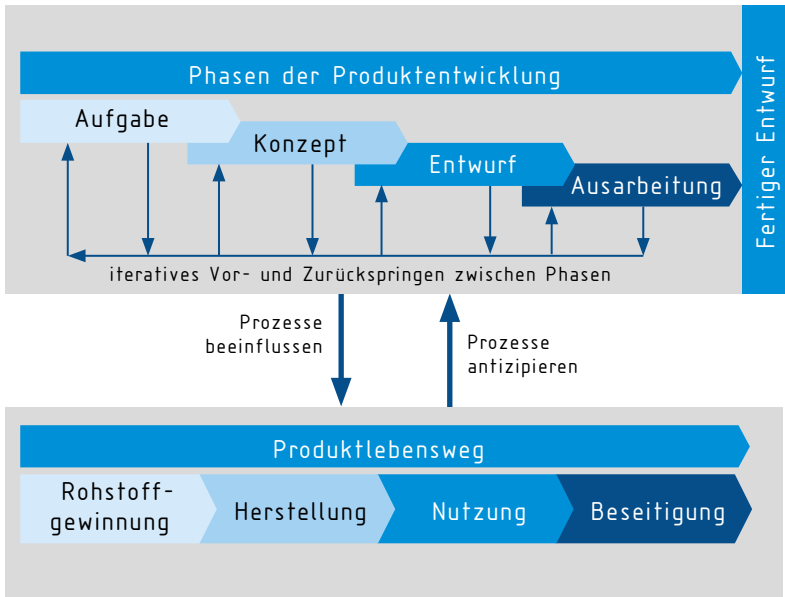 Phasen der Produktentwicklung
Aufgabe
Konzept
Entwurf
Ausarbeitung
Fertiger Entwurf
iteratives Vor- und Zurückspringen zwischen Phasen
Prozesse
beeinflussen
Prozesse
antizipieren
Produktlebensweg
Rohstoff-
gewinnung
Herstellung
Nutzung
Beseitigung